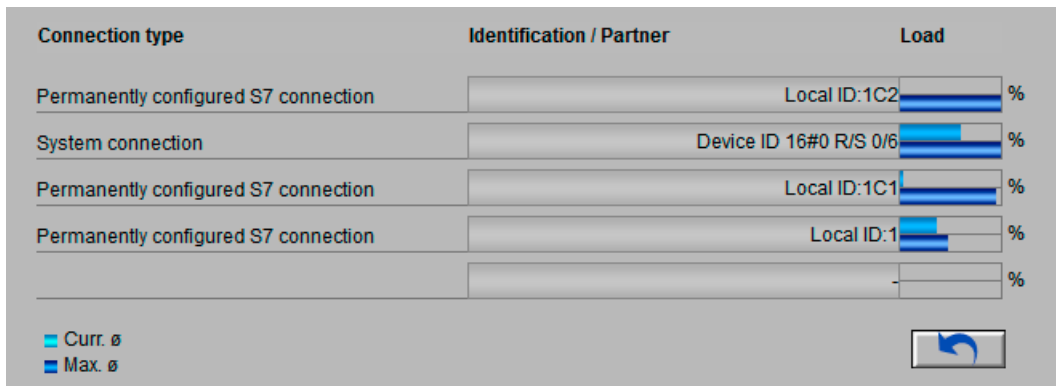 Connection type Identification / Partner Load
Permanently configured S7 connection Local ID:1C2 %
System connection Device ID 16#0 R/S 0/6 %
Permanently configured S7 connection Local ID:1C1 %
Permanently configured S7 connection Local ID:1 %
- %
Curr. ø
Max. ø